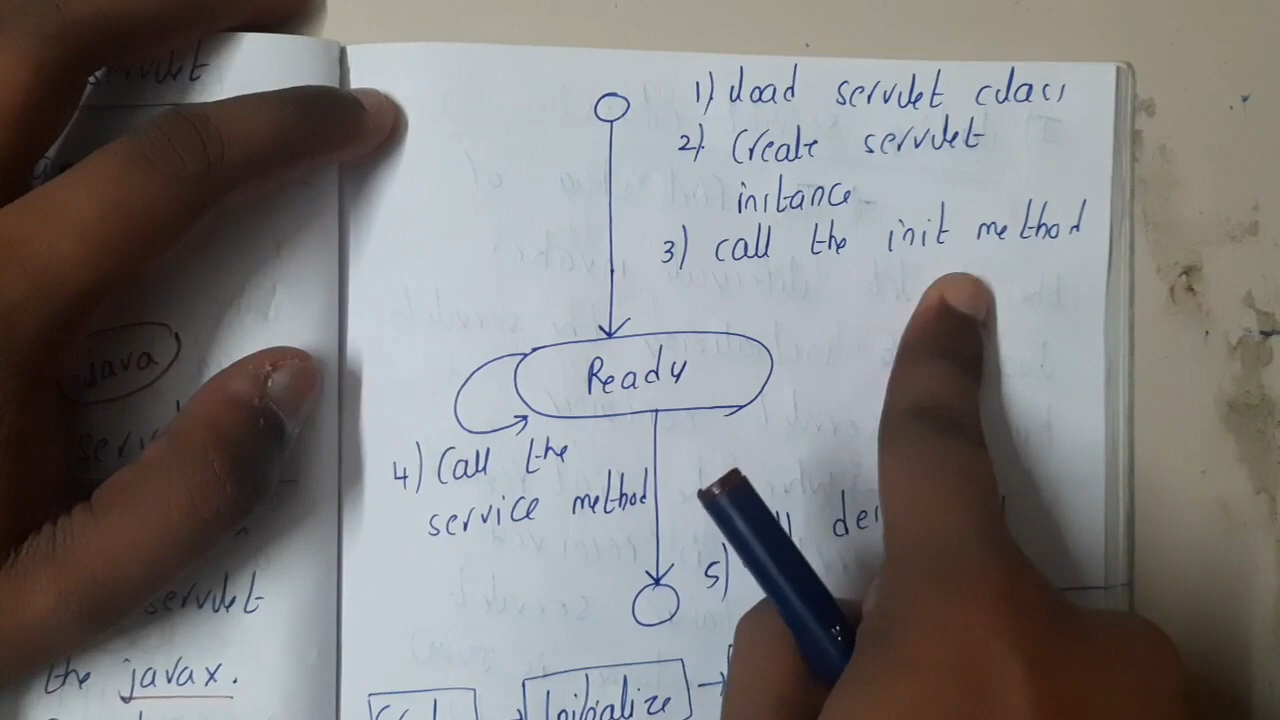 servlet
java
servlet
the javax.
1) Load servlet class
2) Create servlet
instance
3) call the init method
Ready
4) Call the
service method
5)
Initialize